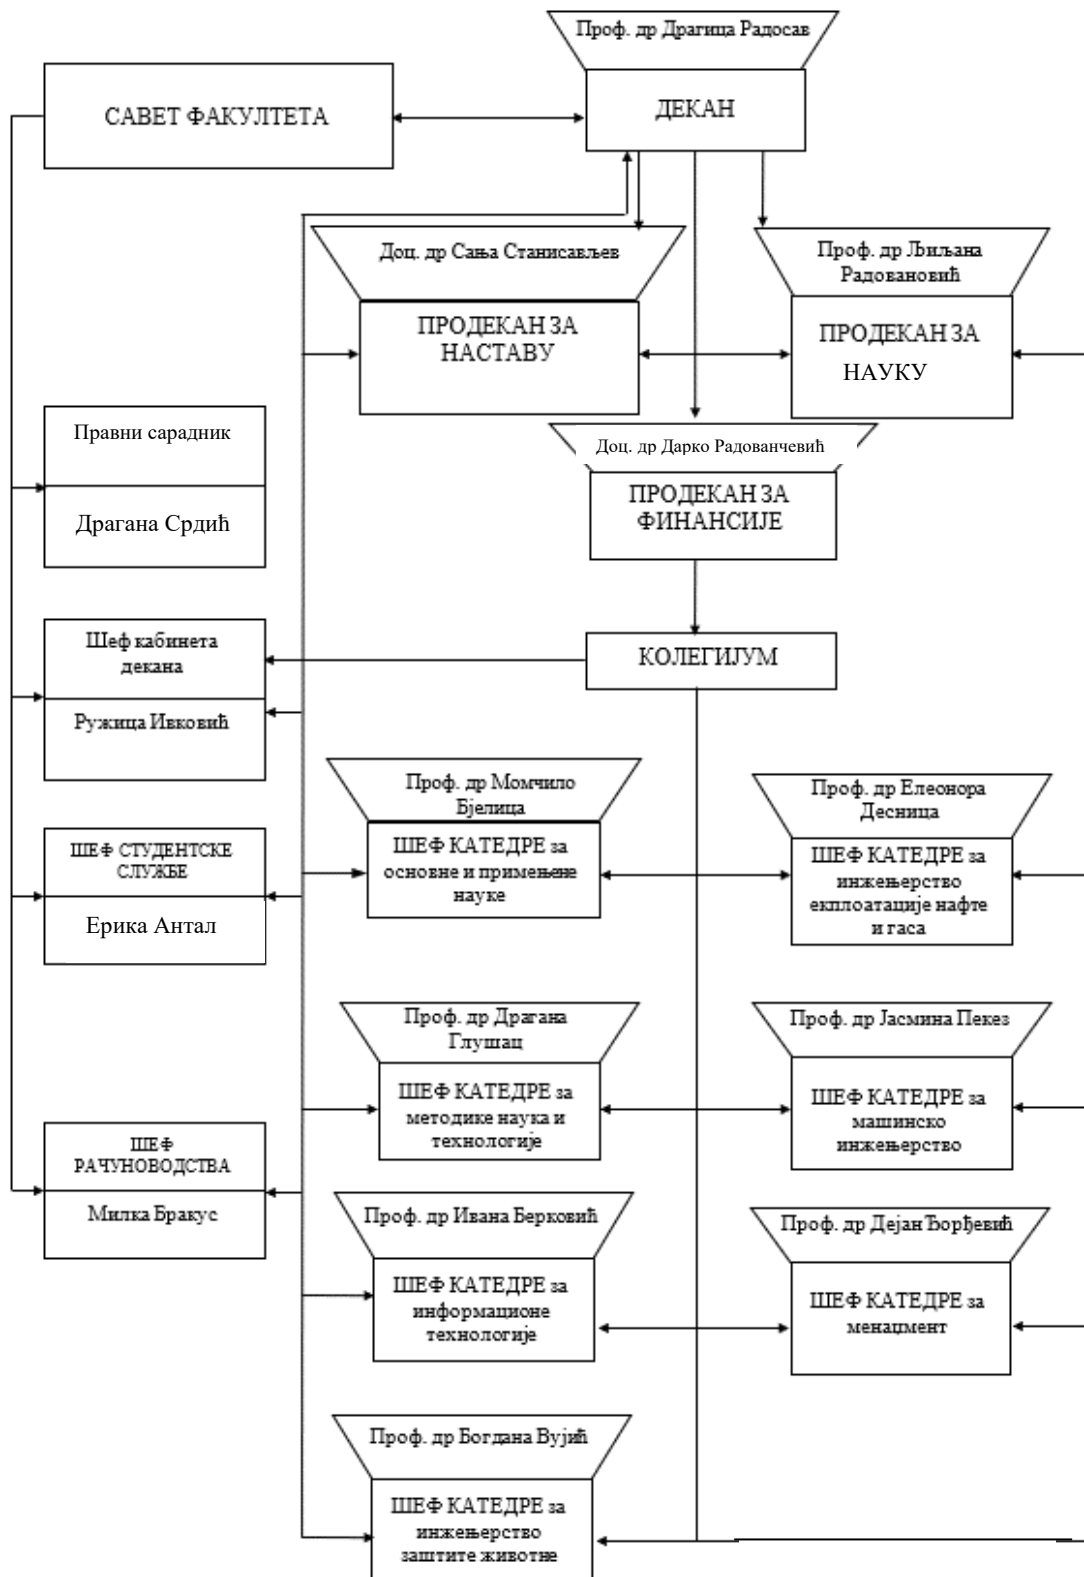 Проф. др Драгица Радосав
САВЕТ ФАКУЛТЕТА
ДЕКАН
Доц. др Сања Станисављев
Проф. др Љиљана
Радовановић
ПРОДЕКАН ЗА
НАСТАВУ
ПРОДЕКАН ЗА
НАУКУ
Правни сарадник
Драгана Срдић
Доц. др Дарко Радованчевић
ПРОДЕКАН ЗА
ФИНАНСИЈЕ
Шеф кабинета
декана
Ружица Ивковић
КОЛЕГИЈУМ
Проф. др Момчило
Бјелица
ШЕФ КАТЕДРЕ за
основне и примењене
науке
Проф. др Елеонора
Десница
ШЕФ КАТЕДРЕ за
инжењерство
експлоатације нафте
и гаса
ШЕФ СТУДЕНТСКЕ
СЛУЖБЕ
Ерика Антал
Проф. др Драгана
Глушац
ШЕФ КАТЕДРЕ за
методике наука и
технологије
Проф. др Јасмина Пекез
ШЕФ КАТЕДРЕ за
машинско
инжењерство
ШЕФ
РАЧУНОВОДСТВА
Милка Бракус
Проф. др Ивана Берковић
ШЕФ КАТЕДРЕ за
информационе
технологије
Проф. др Дејан Ђорђевић
ШЕФ КАТЕДРЕ за
менаџмент
Проф. др Богдана Вујић
ШЕФ КАТЕДРЕ за
инжењерство
заштите животне